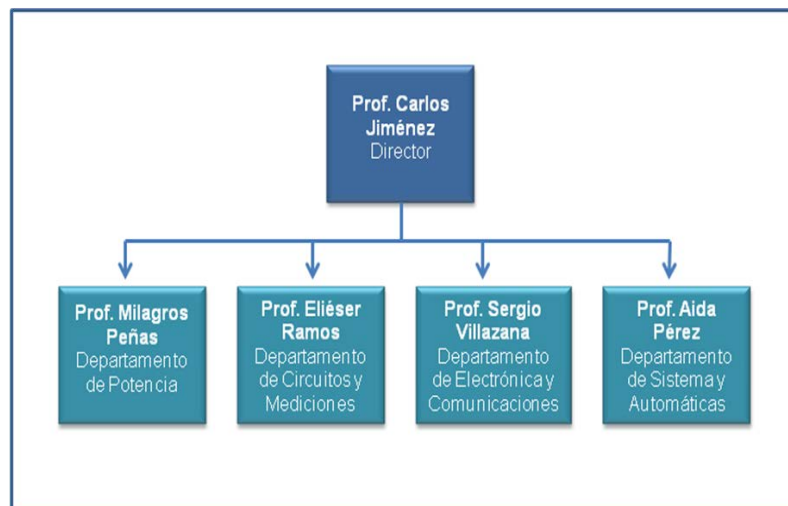 Prof. Carlos
Jiménez
Director
Prof. Milagros
Peñas
Departamento
de Potencia
Prof. Eliéser
Ramos
Departamento
de Circuitos y
Mediciones
Prof. Sergio
Villazana
Departamento
de Electrónica y
Comunicaciones
Prof. Aida
Pérez
Departamento
de Sistema y
Automáticas